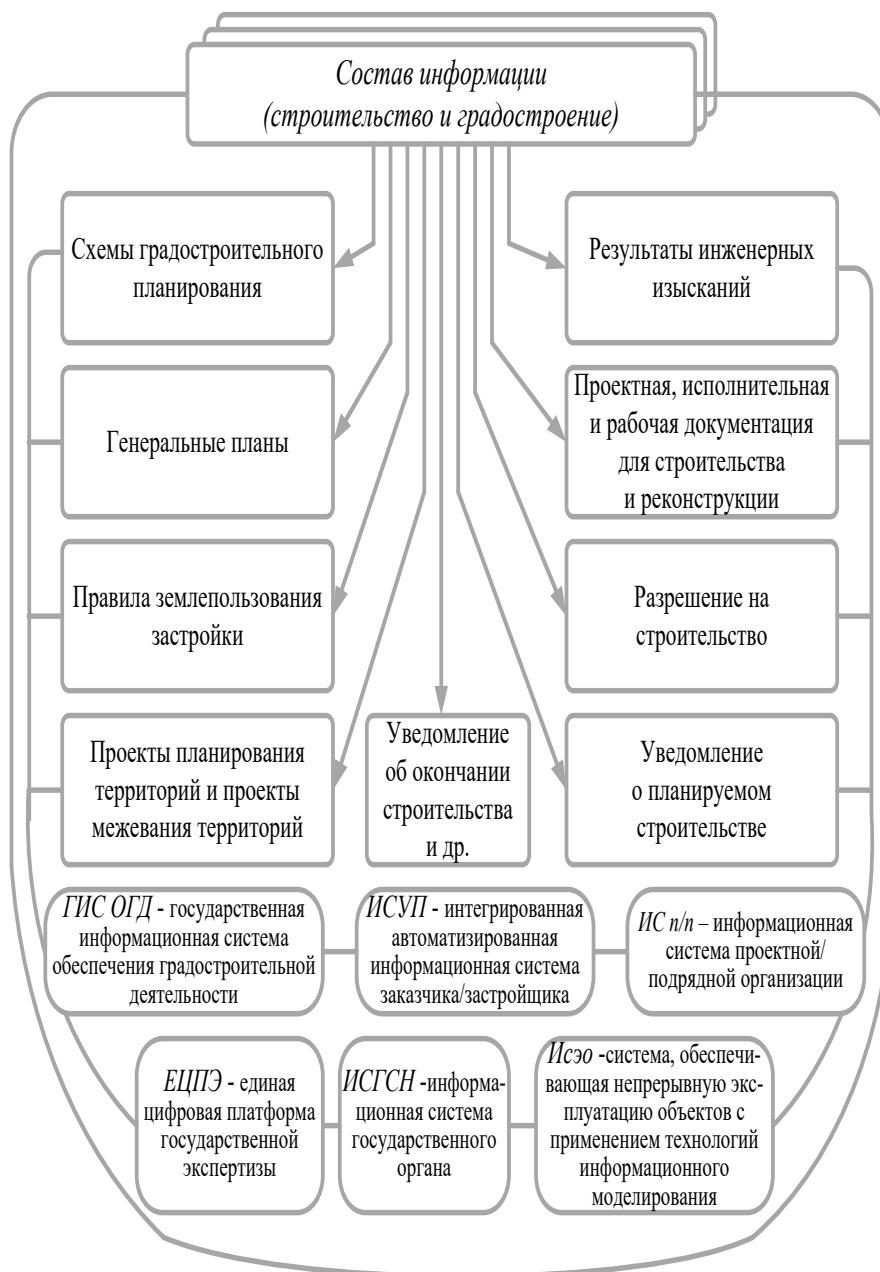 Состав информации
(строительство и градостроение)
Схемы градостроительного
планирования
Результаты инженерных
изысканий
Генеральные планы
Проектная, исполнительная
и рабочая документация
для строительства
и реконструкции
Правила землепользования
застройки
Разрешение на
строительство
Проекты планирования
территорий и проекты
межевания территорий
Уведомление
об окончании
строительства
и др.
Уведомление
о планируемом
строительстве
ГИС ОГД - государственная
информационная система
обеспечения градостроительной
деятельности
ИСУП - интегрированная
автоматизированная
информационная система
заказчика/застройщика
ИС п/п – информационная
система проектной/
подрядной организации
ЕЦПЭ - единая
цифровая платформа
государственной
экспертизы
ИСГСН -информа-
ционная система
государственного
органа
Исэо -система, обеспечи-
вающая непрерывную экс-
плуатацию объектов с
применением технологий
информационного
моделирования